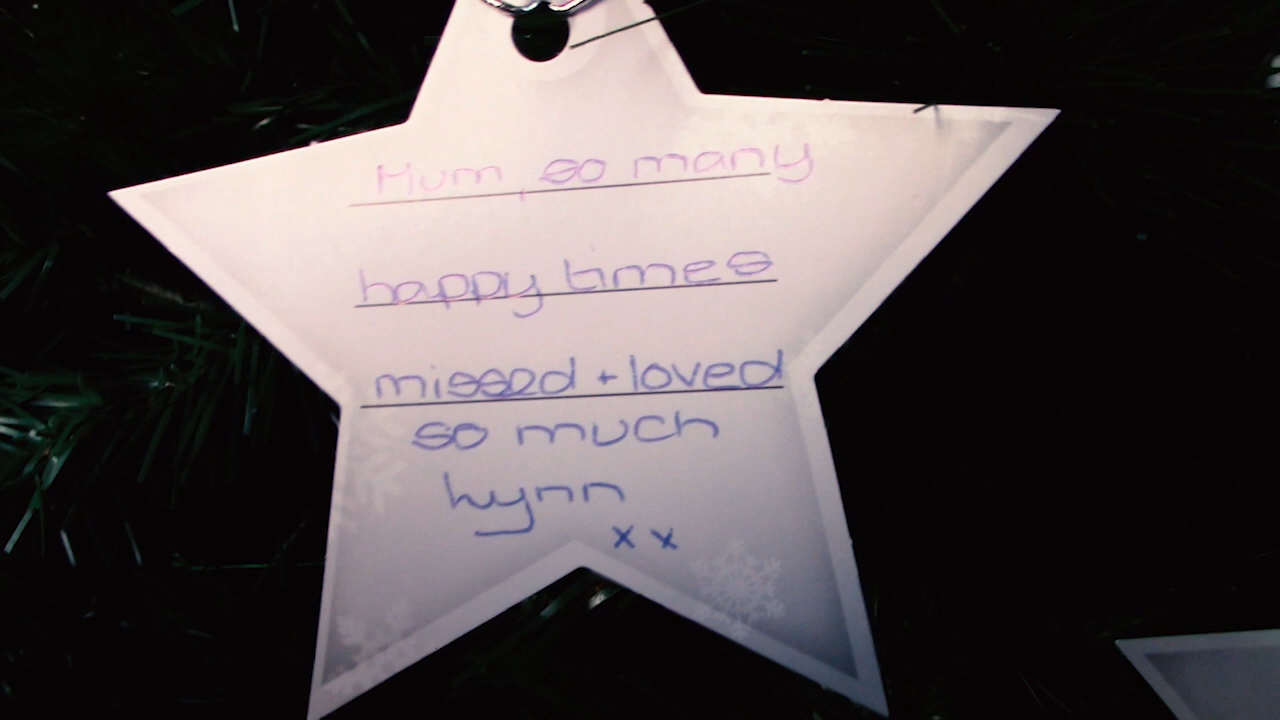 Mum, so many
happy times
missed + loved
so much
Lynn
xx